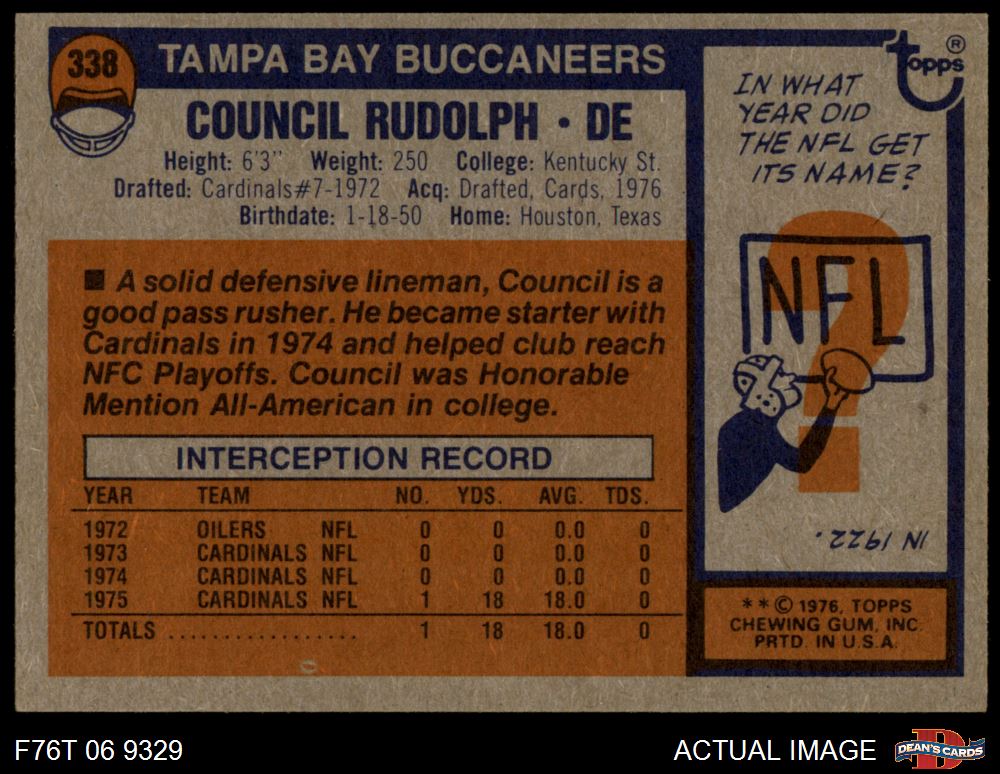 338
TAMPA BAY BUCCANEERS
COUNCIL RUDOLPH • DE
Height: 6'3" Weight: 250 College: Kentucky St.
Drafted: Cardinals#7-1972 Acq: Drafted, Cards, 1976
Birthdate: 1-18-50 Home: Houston, Texas
■ A solid defensive lineman, Council is a
good pass rusher. He became starter with
Cardinals in 1974 and helped club reach
NFC Playoffs. Council was Honorable
Mention All-American in college.
INTERCEPTION RECORD
YEAR TEAM NO. YDS. AVG. TDS.
1972 OILERS NFL 0 0 0.0 0
1973 CARDINALS NFL 0 0 0.0 0
1974 CARDINALS NFL 0 0 0.0 0
1975 CARDINALS NFL 1 18 18.0 0
TOTALS ................. 1 18 18.0 0
topps ®
IN WHAT
YEAR DID
THE NFL GET
ITS NAME?
?
NFL
IN 1922.
** © 1976, TOPPS
CHEWING GUM, INC.
PRTD. IN U.S.A.
F76T 06 9329
ACTUAL IMAGE
D
DEAN'S CARDS